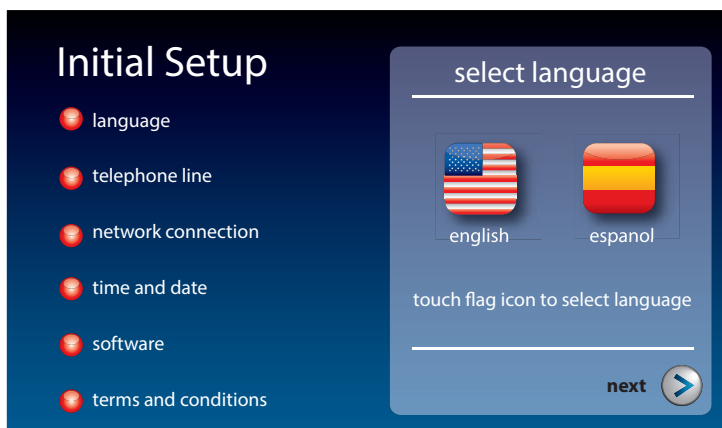 Initial Setup
language
telephone line
network connection
time and date
software
terms and conditions
select language
english
espanol
touch flag icon to select language
next